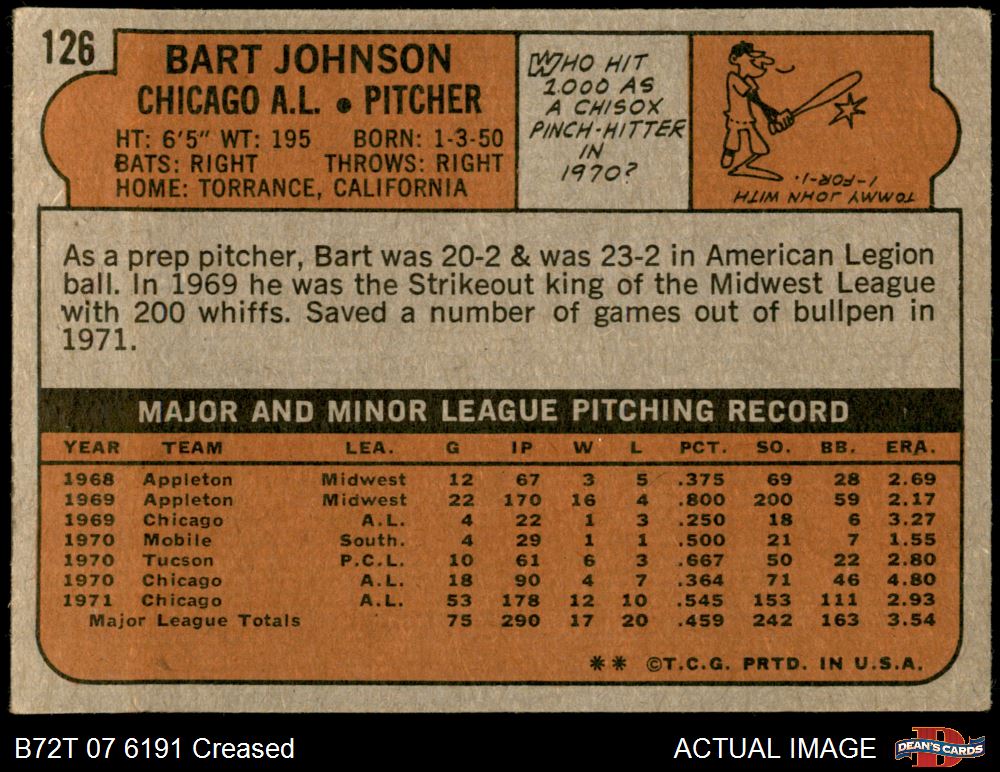 126
BART JOHNSON
CHICAGO A.L. • PITCHER
HT: 6'5" WT: 195 BORN: 1-3-50
BATS: RIGHT THROWS: RIGHT
HOME: TORRANCE, CALIFORNIA
WHO HIT
1.000 AS
A CHISOX
PINCH-HITTER
IN
1970?
TOMMY JOHN WITH
1-FOR-1.
As a prep pitcher, Bart was 20-2 & was 23-2 in American Legion
ball. In 1969 he was the Strikeout king of the Midwest League
with 200 whiffs. Saved a number of games out of bullpen in
1971.
MAJOR AND MINOR LEAGUE PITCHING RECORD
YEAR TEAM LEA. G IP W L PCT. SO. BB. ERA.
1968 Appleton Midwest 12 67 3 5 .375 69 28 2.69
1969 Appleton Midwest 22 170 16 4 .800 200 59 2.17
1969 Chicago A.L. 4 22 1 3 .250 18 6 3.27
1970 Mobile South. 4 29 1 1 .500 21 7 1.55
1970 Tucson P.C.L. 10 61 6 3 .667 50 22 2.80
1970 Chicago A.L. 18 90 4 7 .364 71 46 4.80
1971 Chicago A.L. 53 178 12 10 .545 153 111 2.93
Major League Totals 75 290 17 20 .459 242 163 3.54
** ©T.C.G. PRTD. IN U.S.A.
B72T 07 6191 Creased ACTUAL IMAGE
DEAN'S CARDS